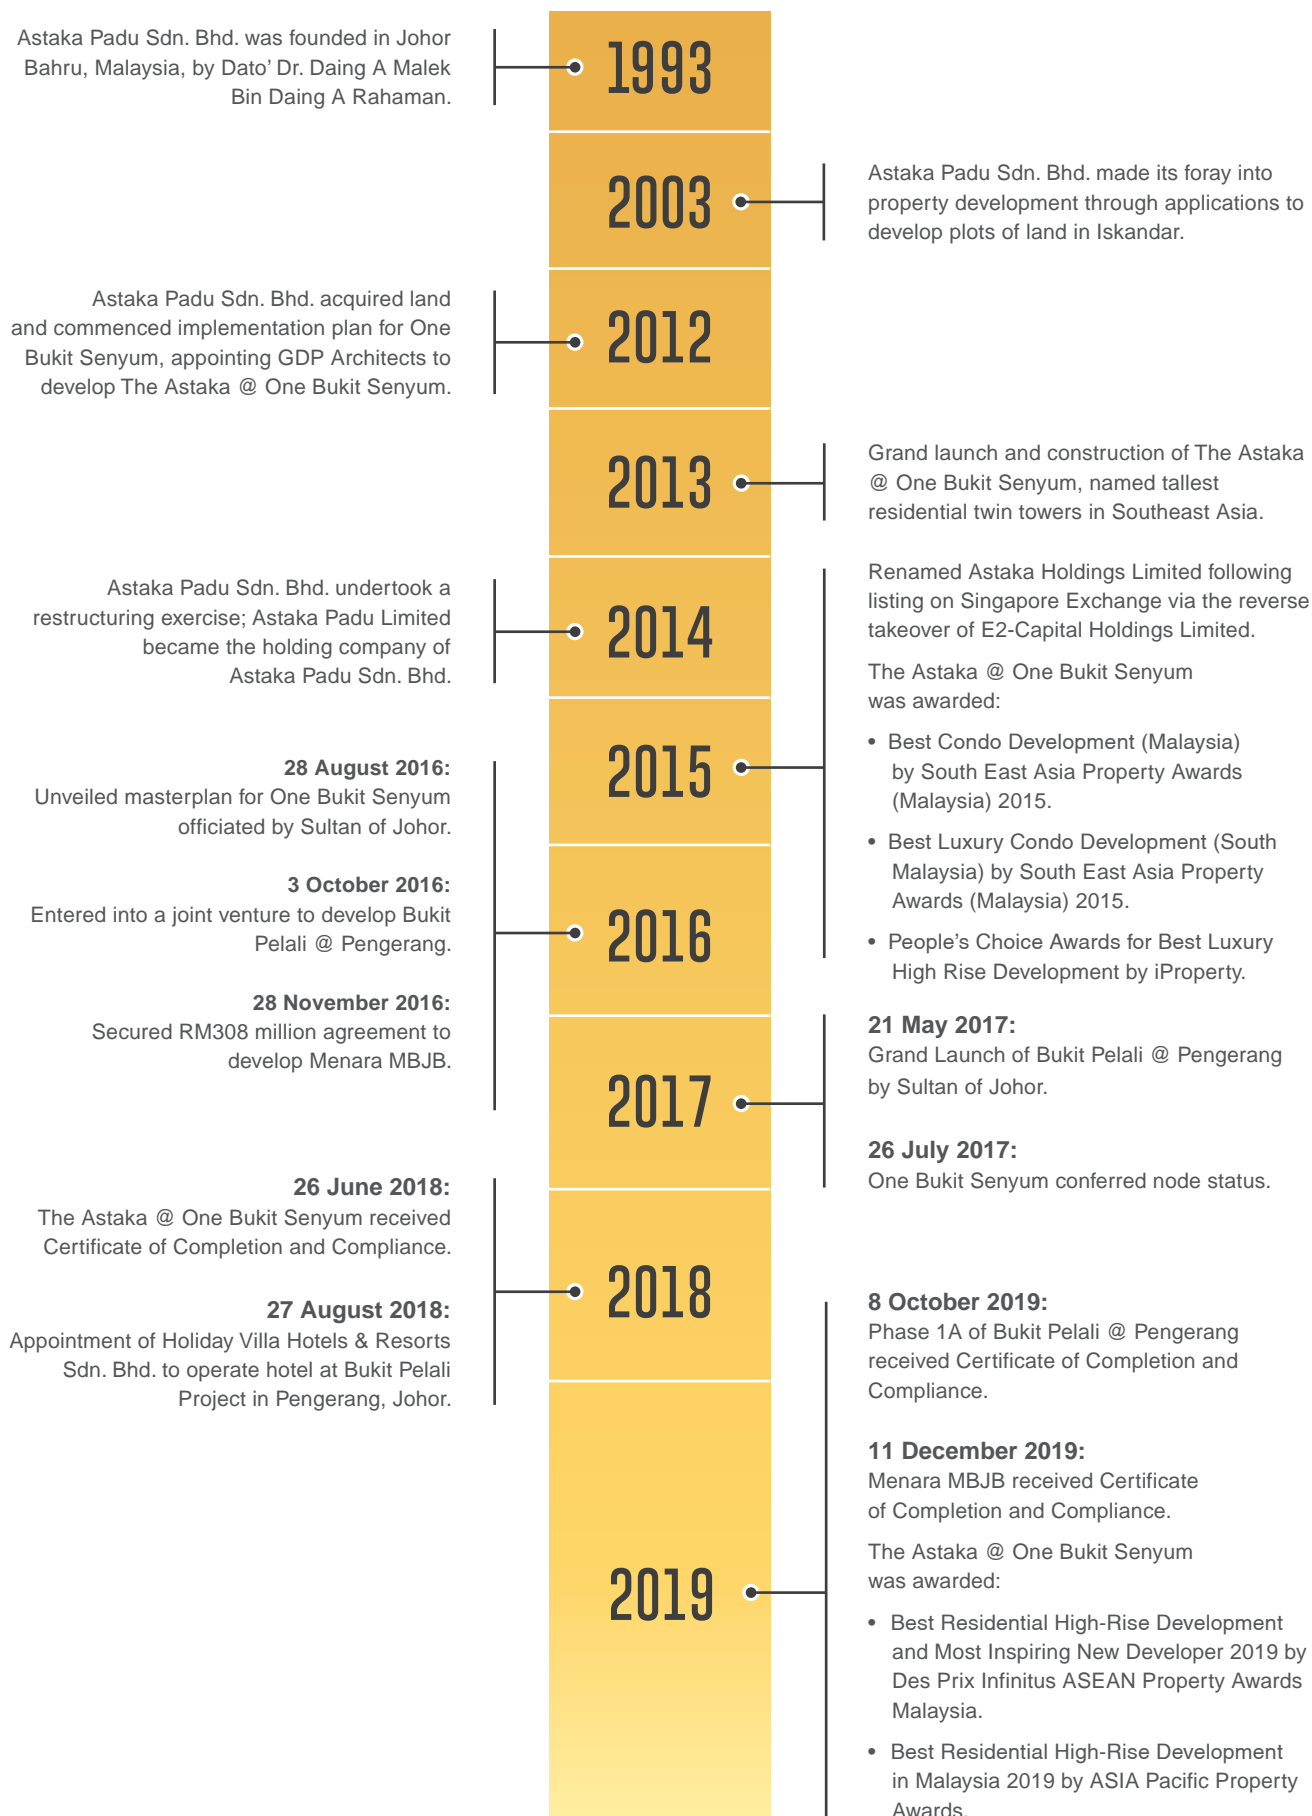 Astaka Padu Sdn. Bhd. was founded in Johor
Bahru, Malaysia, by Dato' Dr. Daing A Malek
Bin Daing A Rahaman.
1993
2003
Astaka Padu Sdn. Bhd. made its foray into
property development through applications to
develop plots of land in Iskandar.
Astaka Padu Sdn. Bhd. acquired land
and commenced implementation plan for One
Bukit Senyum, appointing GDP Architects to
develop The Astaka @ One Bukit Senyum.
2012
2013
Grand launch and construction of The Astaka
@ One Bukit Senyum, named tallest
residential twin towers in Southeast Asia.
Astaka Padu Sdn. Bhd. undertook a
restructuring exercise; Astaka Padu Limited
became the holding company of
Astaka Padu Sdn. Bhd.
2014
2015
Renamed Astaka Holdings Limited following
listing on Singapore Exchange via the reverse
takeover of E2-Capital Holdings Limited.
The Astaka @ One Bukit Senyum
was awarded:
• Best Condo Development (Malaysia)
by South East Asia Property Awards
(Malaysia) 2015.
• Best Luxury Condo Development (South
Malaysia) by South East Asia Property
Awards (Malaysia) 2015.
• People's Choice Awards for Best Luxury
High Rise Development by iProperty.
28 August 2016:
Unveiled masterplan for One Bukit Senyum
officiated by Sultan of Johor.
3 October 2016:
Entered into a joint venture to develop Bukit
Pelali @ Pengerang.
28 November 2016:
Secured RM308 million agreement to
develop Menara MBJB.
2016
2017
21 May 2017:
Grand Launch of Bukit Pelali @ Pengerang
by Sultan of Johor.
26 July 2017:
One Bukit Senyum conferred node status.
26 June 2018:
The Astaka @ One Bukit Senyum received
Certificate of Completion and Compliance.
27 August 2018:
Appointment of Holiday Villa Hotels & Resorts
Sdn. Bhd. to operate hotel at Bukit Pelali
Project in Pengerang, Johor.
2018
2019
8 October 2019:
Phase 1A of Bukit Pelali @ Pengerang
received Certificate of Completion and
Compliance.
11 December 2019:
Menara MBJB received Certificate
of Completion and Compliance.
The Astaka @ One Bukit Senyum
was awarded:
• Best Residential High-Rise Development
and Most Inspiring New Developer 2019 by
Des Prix Infinitus ASEAN Property Awards
Malaysia.
• Best Residential High-Rise Development
in Malaysia 2019 by ASIA Pacific Property
Awards.